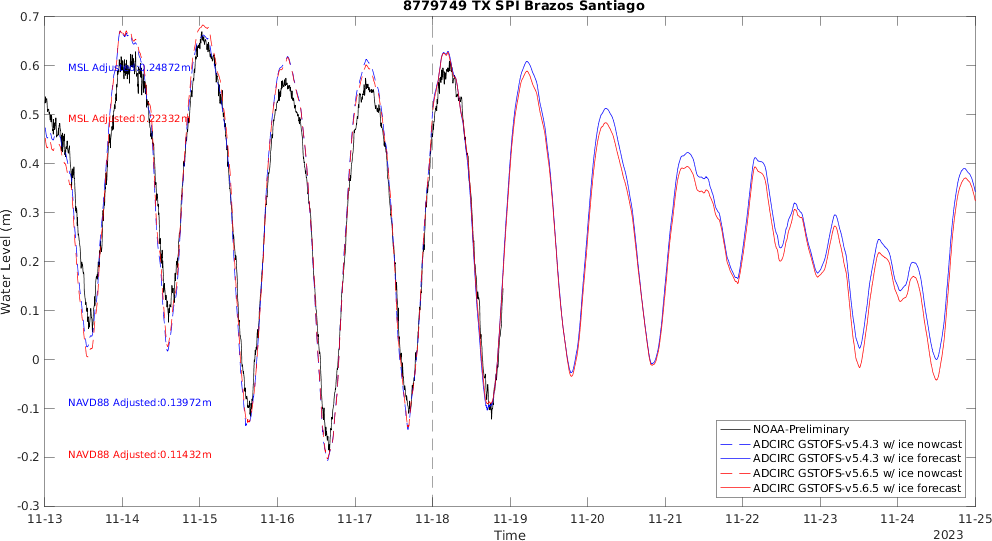 8779749 TX SPI Brazos Santiago
0.7
0.6
0.5
0.4
0.3
0.2
0.1
0
-0.1
-0.2
-0.3
Water Level (m)
MSL Adjusted:0.24872m
MSL Adjusted:0.22332m
NAVD88 Adjusted:0.13972m
NAVD88 Adjusted:0.11432m
NOAA-Preliminary
ADCIRC GSTOFS-v5.4.3 w/ ice nowcast
ADCIRC GSTOFS-v5.4.3 w/ ice forecast
ADCIRC GSTOFS-v5.6.5 w/ ice nowcast
ADCIRC GSTOFS-v5.6.5 w/ ice forecast
11-13 11-14 11-15 11-16 11-17 11-18 11-19 11-20 11-21 11-22 11-23 11-24 11-25
Time
2023